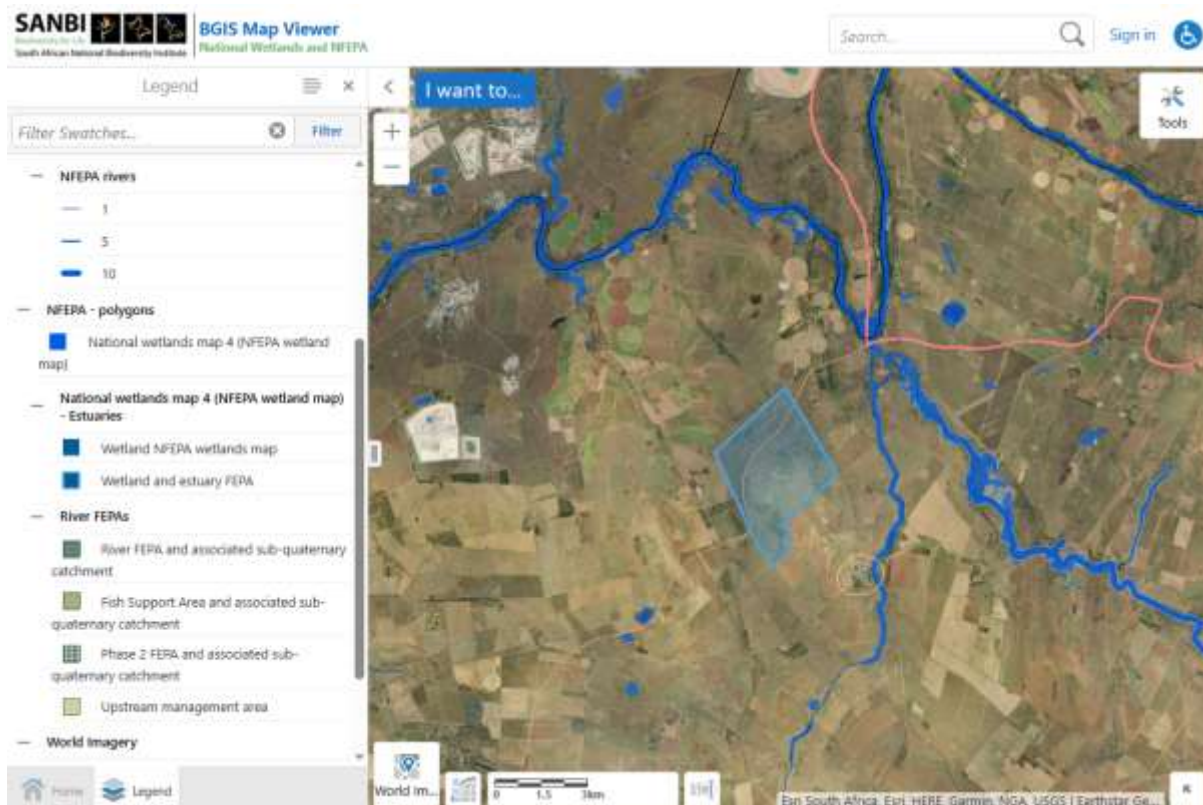 SANBI
Biodiversity for Life
South African National Biodiversity Institute
BGIS Map Viewer
National Wetlands and NFEPA
Search...
Sign in
Legend
I want to...
Tools
Filter Swatches...
Filter
NFEPA rivers
1
5
10
NFEPA - polygons
National wetlands map 4 (NFEPA wetland
map)
National wetlands map 4 (NFEPA wetland map)
- Estuaries
Wetland NFEPA wetlands map
Wetland and estuary FEPA
River FEPAs
River FEPA and associated sub-quaternary
catchment
Fish Support Area and associated sub-
quaternary catchment
Phase 2 FEPA and associated sub-
quaternary catchment
Upstream management area
World Imagery
Home
Legend
World Im...
0 1.5 3km
Esri South Africa, Esri, HERE, Garmin, NGA, USGS | Earthstar Ge...